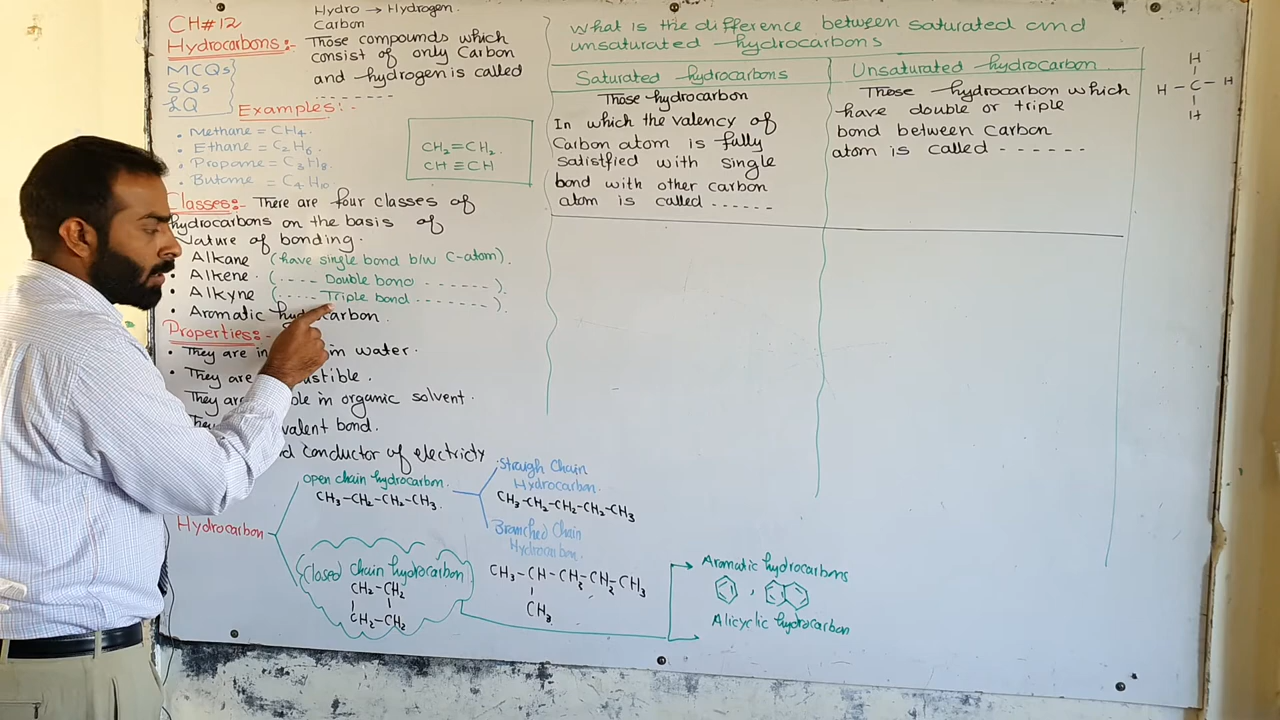 CH#12
Hydrocarbons:-
Hydro → Hydrogen.
Carbon
Those compounds which
consist of only Carbon
and hydrogen is called
---------
MCQs
SQs
LQ
Examples:-
• Methane = CH4.
• Ethane = C2H6.
• Propane = C3H8.
• Butane = C4H10
CH2=CH2.
CH≡CH
Classes:- There are four classes of
hydrocarbons on the basis of
Nature of bonding.
Alkane (have single bond b/w C-atom).
• Alkene. (---- Double bond ------).
• Alkyne (----- Triple bond -------).
• Aromatic hydrocarbon.
Properties:-
• They are in water.
• They are
They are in organic solvent.
bond.
conductor of electricity
Hydrocarbon
open chain hydrocarbon.
CH3-CH2-CH2-CH3.
Straigh Chain
Hydrocarbon.
CH3-CH2-CH2-CH2-CH3
Branched Chain
Hydrocarbon.
CH3-CH-CH2-CH2-CH3
CH3
Closed chain hydrocarbon
CH2-CH2
CH2-CH2
Aromatic hydrocarbons
,
Alicyclic hydrocarbon
What is the difference between saturated and
unsaturated hydrocarbons
Saturated hydrocarbons
Those hydrocarbon
In which the valency of
Carbon atom is fully
satistfied with single
bond with other carbon
atom is called ------
Unsaturated hydrocarbon.
Those hydrocarbon which
have double or triple
bond between carbon
atom is called ------
H
H-C-H
H